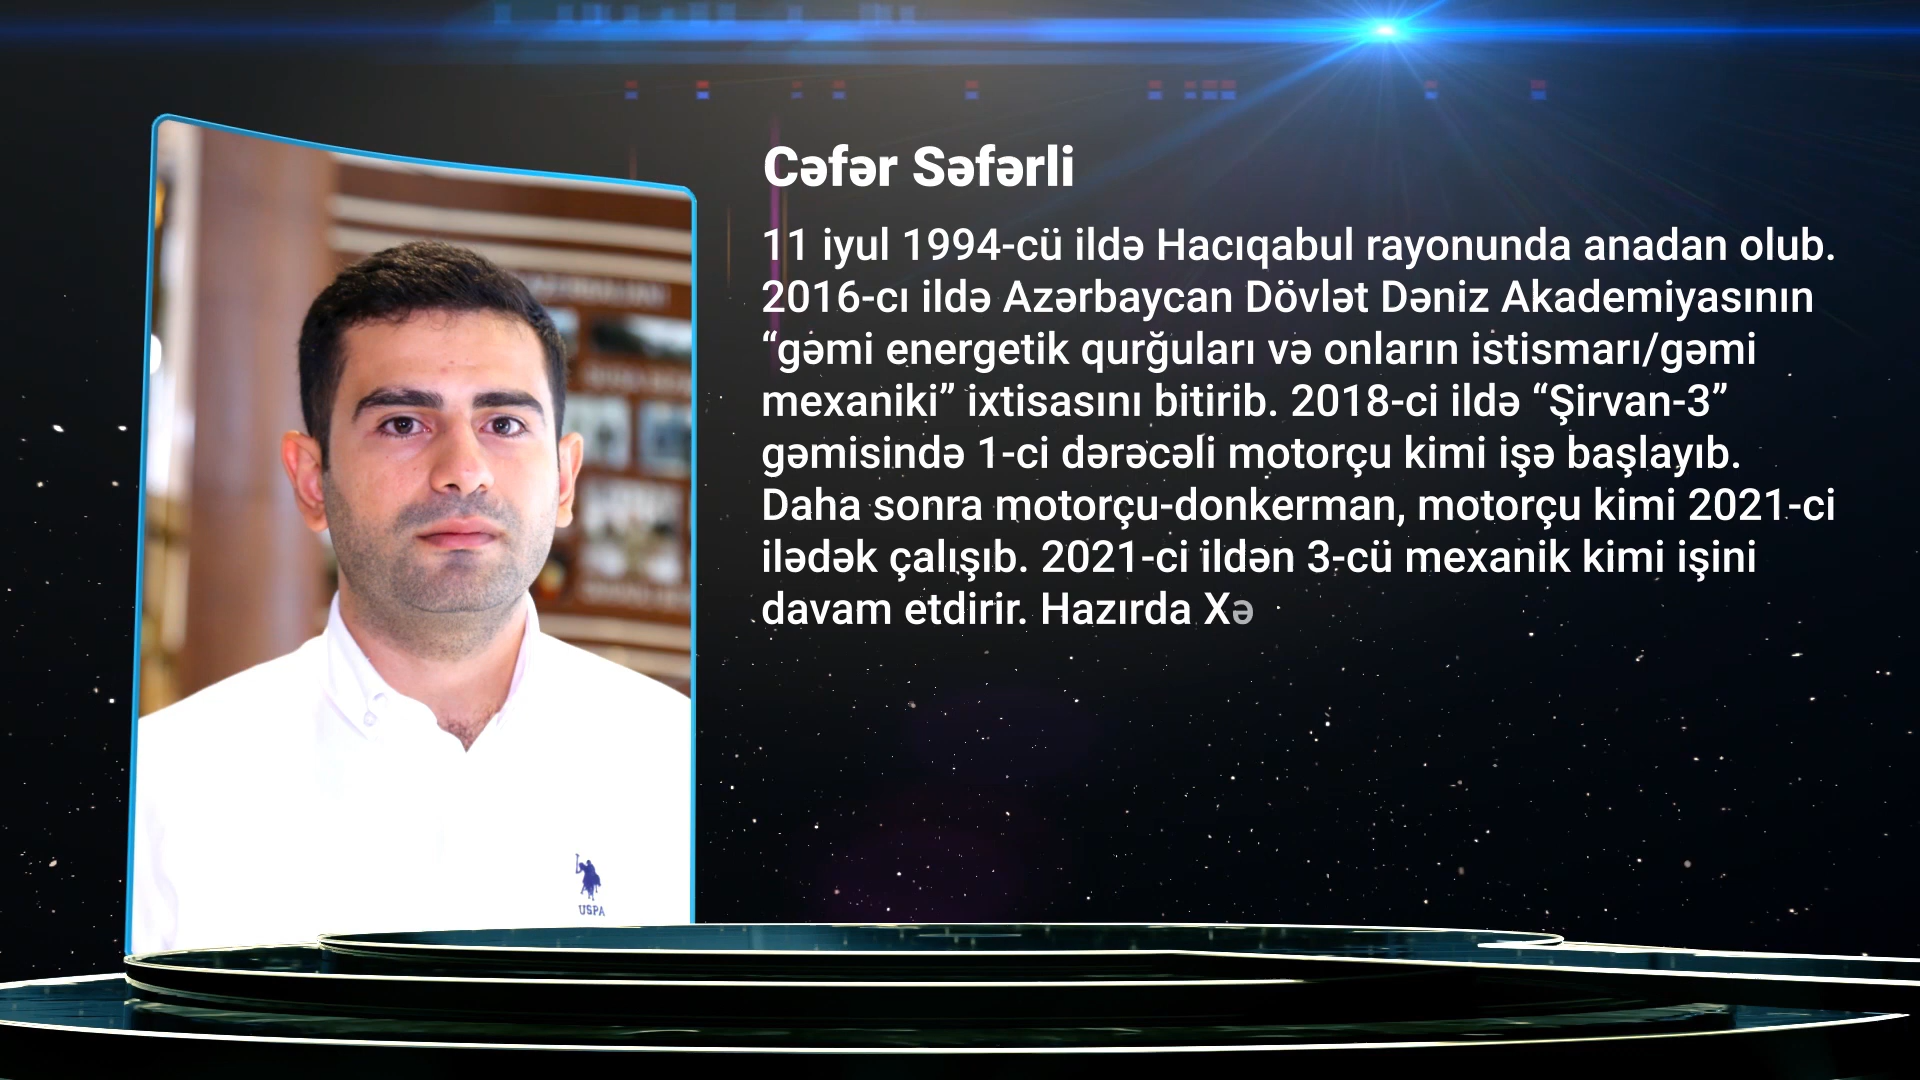 Cəfər Səfərli
11 iyul 1994-cü ildə Hacıqabul rayonunda anadan olub.
2016-cı ildə Azərbaycan Dövlət Dəniz Akademiyasının
“gəmi energetik qurğuları və onların istismarı/gəmi
mexaniki” ixtisasını bitirib. 2018-ci ildə “Şirvan-3”
gəmisində 1-ci dərəcəli motorçu kimi işə başlayıb.
Daha sonra motorçu-donkerman, motorçu kimi 2021-ci
ilədək çalışıb. 2021-ci ildən 3-cü mexanik kimi işini
davam etdirir. Hazırda Xə
USPA